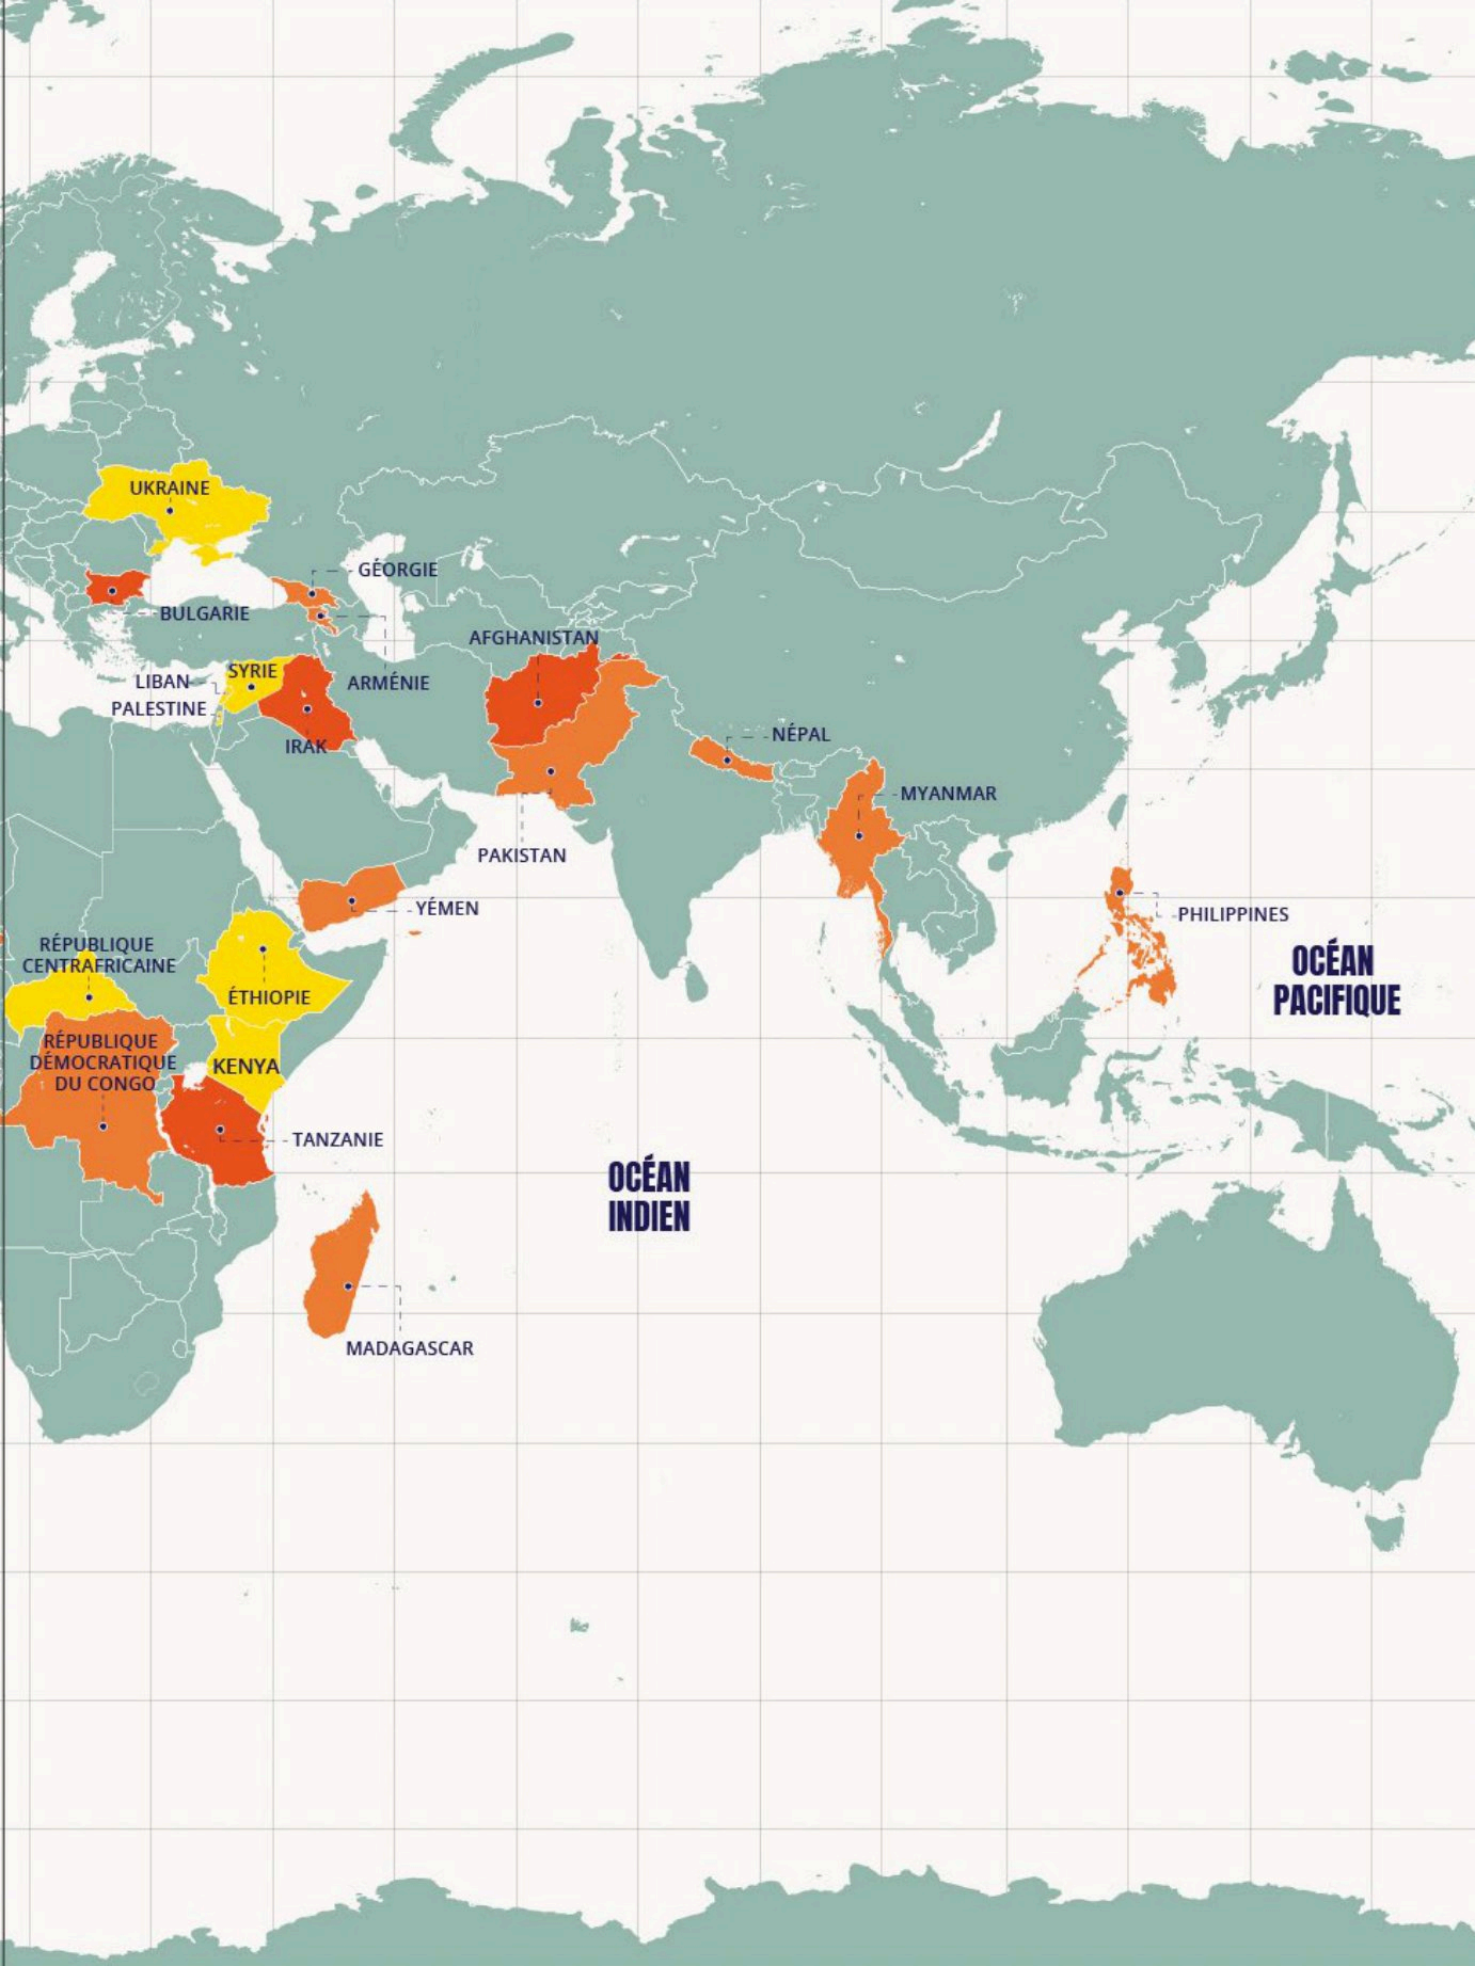 UKRAINE
GÉORGIE
BULGARIE
AFGHANISTAN
SYRIE
LIBAN
ARMÉNIE
PALESTINE
IRAK
NÉPAL
MYANMAR
PAKISTAN
YÉMEN
PHILIPPINES
RÉPUBLIQUE
CENTRAFRICAINE
OCÉAN
PACIFIQUE
ÉTHIOPIE
RÉPUBLIQUE
DÉMOCRATIQUE
DU CONGO
KENYA
TANZANIE
OCÉAN
INDIEN
MADAGASCAR